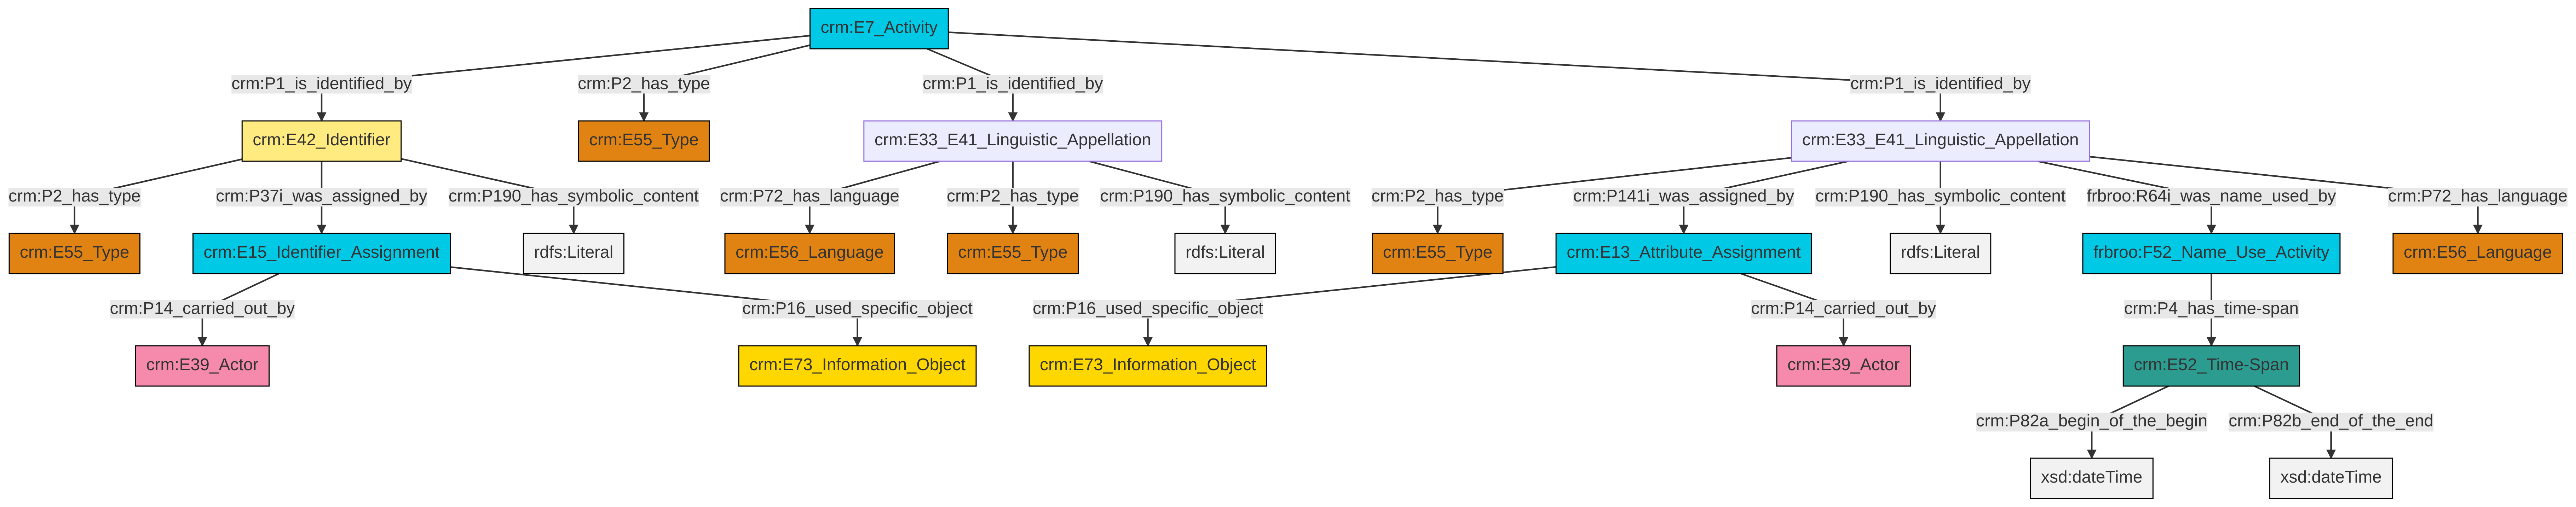 crm:E7_Activity
crm:P1_is_identified_by
crm:P2_has_type
crm:P1_is_identified_by
crm:P1_is_identified_by
crm:E42_Identifier
crm:E55_Type
crm:E33_E41_Linguistic_Appellation
crm:E33_E41_Linguistic_Appellation
crm:P2_has_type
crm:P37i_was_assigned_by
crm:P190_has_symbolic_content
crm:P72_has_language
crm:P2_has_type
crm:P190_has_symbolic_content
crm:P2_has_type
crm:P141i_was_assigned_by
crm:P190_has_symbolic_content
frbroo:R64i_was_name_used_by
crm:P72_has_language
crm:E55_Type
crm:E15_Identifier_Assignment
rdfs:Literal
crm:E56_Language
crm:E55_Type
rdfs:Literal
crm:E55_Type
crm:E13_Attribute_Assignment
rdfs:Literal
frbroo:F52_Name_Use_Activity
crm:E56_Language
crm:P14_carried_out_by
crm:P16_used_specific_object
crm:P16_used_specific_object
crm:P14_carried_out_by
crm:P4_has_time-span
crm:E39_Actor
crm:E73_Information_Object
crm:E73_Information_Object
crm:E39_Actor
crm:E52_Time-Span
crm:P82a_begin_of_the_begin
crm:P82b_end_of_the_end
xsd:dateTime
xsd:dateTime